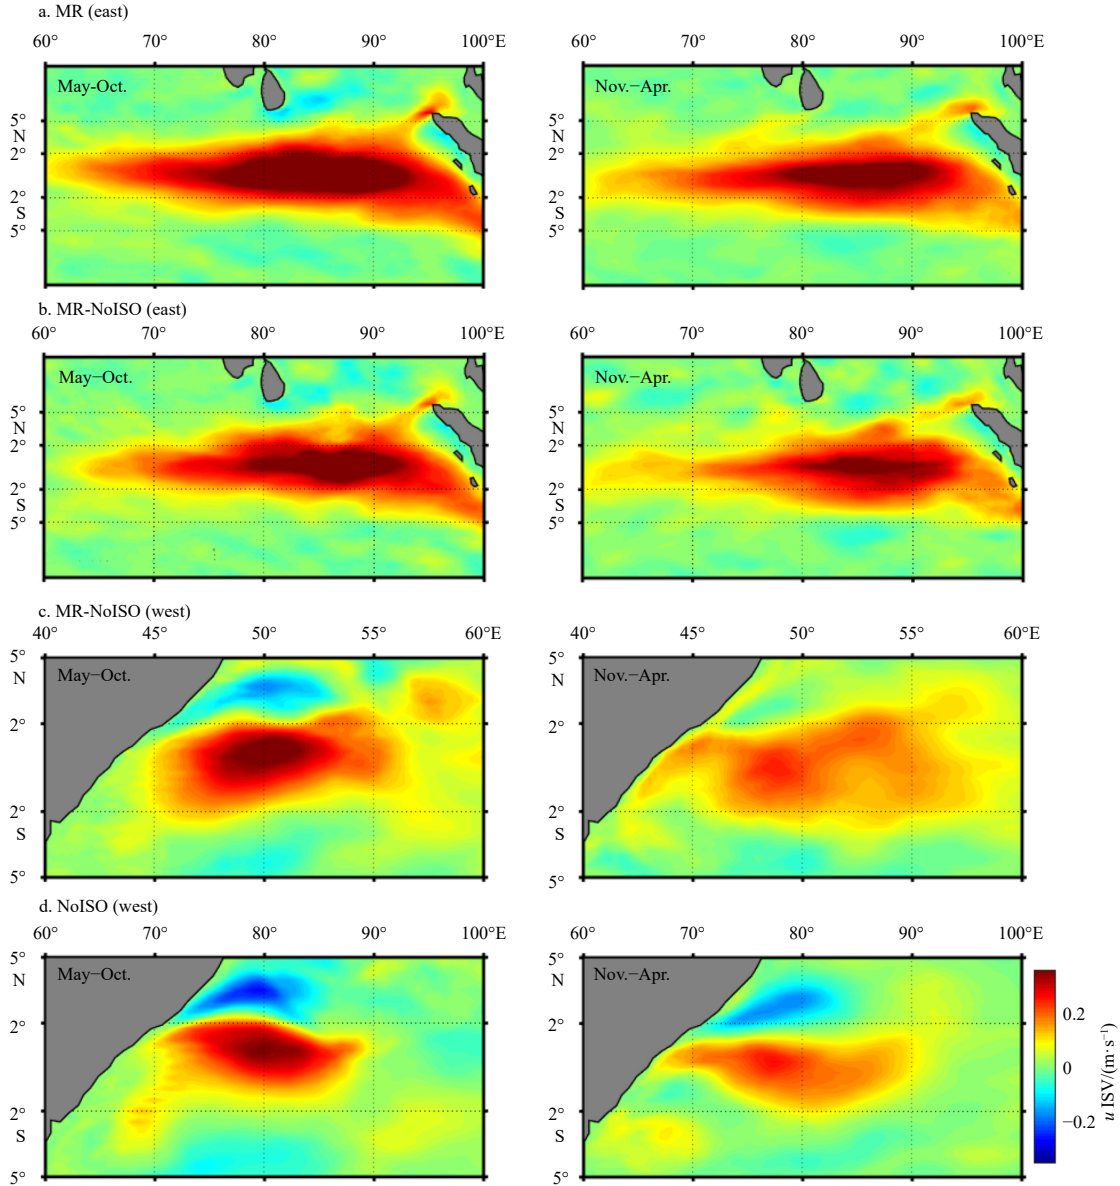 a. MR (east)
60° 70° 80° 90° 100°E 60° 70° 80° 90° 100°E
May-Oct. Nov.−Apr.
5° 5°
N N
2° 2°
2° 2°
S S
5° 5°
b. MR-NoISO (east)
60° 70° 80° 90° 100°E 60° 70° 80° 90° 100°E
May−Oct. Nov.−Apr.
5° 5°
N N
2° 2°
2° 2°
S S
5° 5°
c. MR-NoISO (west)
40° 45° 50° 55° 60°E 40° 45° 50° 55° 60°E
5° 5°
May−Oct. Nov.−Apr.
N N
2° 2°
2° 2°
S S
5° 5°
d. NoISO (west)
60° 70° 80° 90° 100°E 60° 70° 80° 90° 100°E
5° 5°
May−Oct. Nov.−Apr.
N N
2° 2°
2° 2°
S S
5° 5°
0.2
0
−0.2
u ISV/(m·s⁻¹)